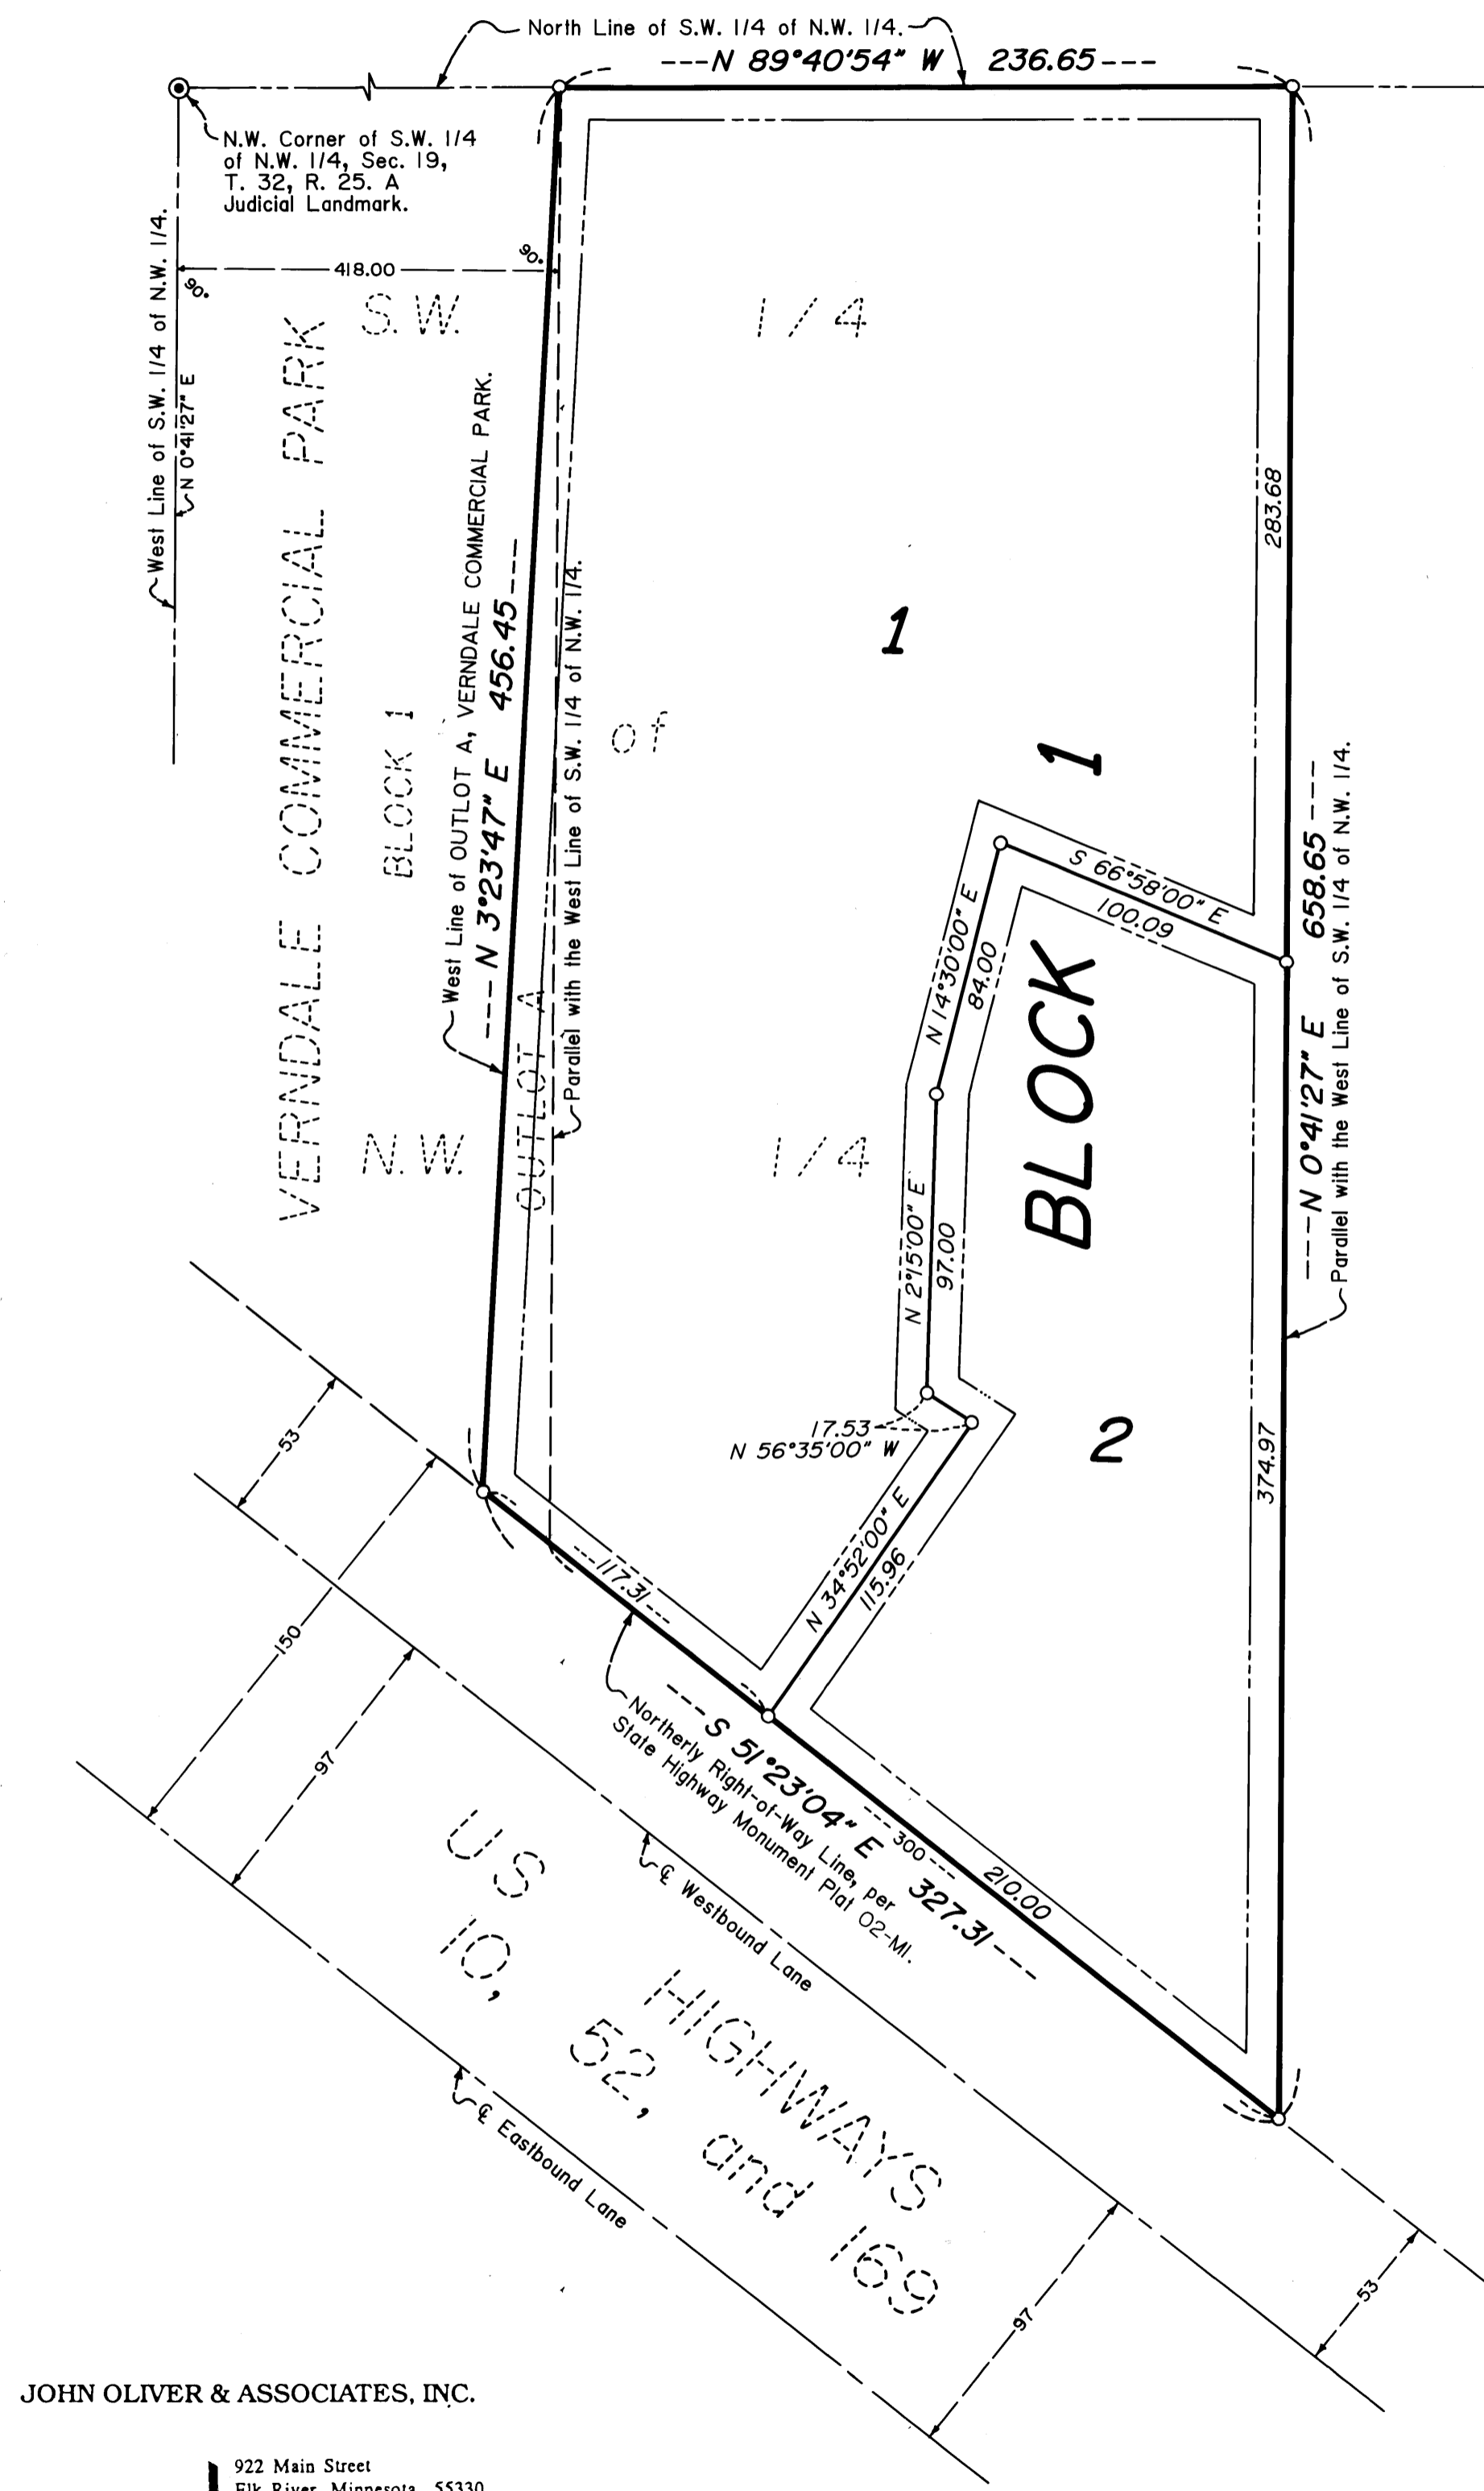 North Line of S.W. 1/4 of N.W. 1/4.
---N 89°40'54" W 236.65---
N.W. Corner of S.W. 1/4
of N.W. 1/4, Sec. 19,
T. 32, R. 25. A
Judicial Landmark.
West Line of S.W. 1/4 of N.W. 1/4.
N 0°41'27" E
418.00
90°
90°
S.W.
1/4
of
N.W.
1/4
VERNDALE COMMERCIAL PARK
BLOCK 1
West Line of OUTLOT A, VERNDALE COMMERCIAL PARK.
---N 3°23'47" E 456.45---
OUTLOT A
Parallel with the West Line of S.W. 1/4 of N.W. 1/4.
1
283.68
BLOCK 1
S 66°58'00" E
100.09
N 14°30'00" E
84.00
N 2°15'00" E
97.00
17.53
N 56°35'00" W
N 34°52'00" E
115.96
2
374.97
---N 0°41'27" E 658.65---
Parallel with the West Line of S.W. 1/4 of N.W. 1/4.
53
150
97
---117.31---
---S 51°23'04" E 327.31---
Northerly Right-of-Way Line, per
State Highway Monument Plat 02-M1.
---300---
210.00
℄ Westbound Lane
US HIGHWAYS
10, 52, and 169
℄ Eastbound Lane
97
53
JOHN OLIVER & ASSOCIATES, INC.
922 Main Street
Elk River, Minnesota 55330